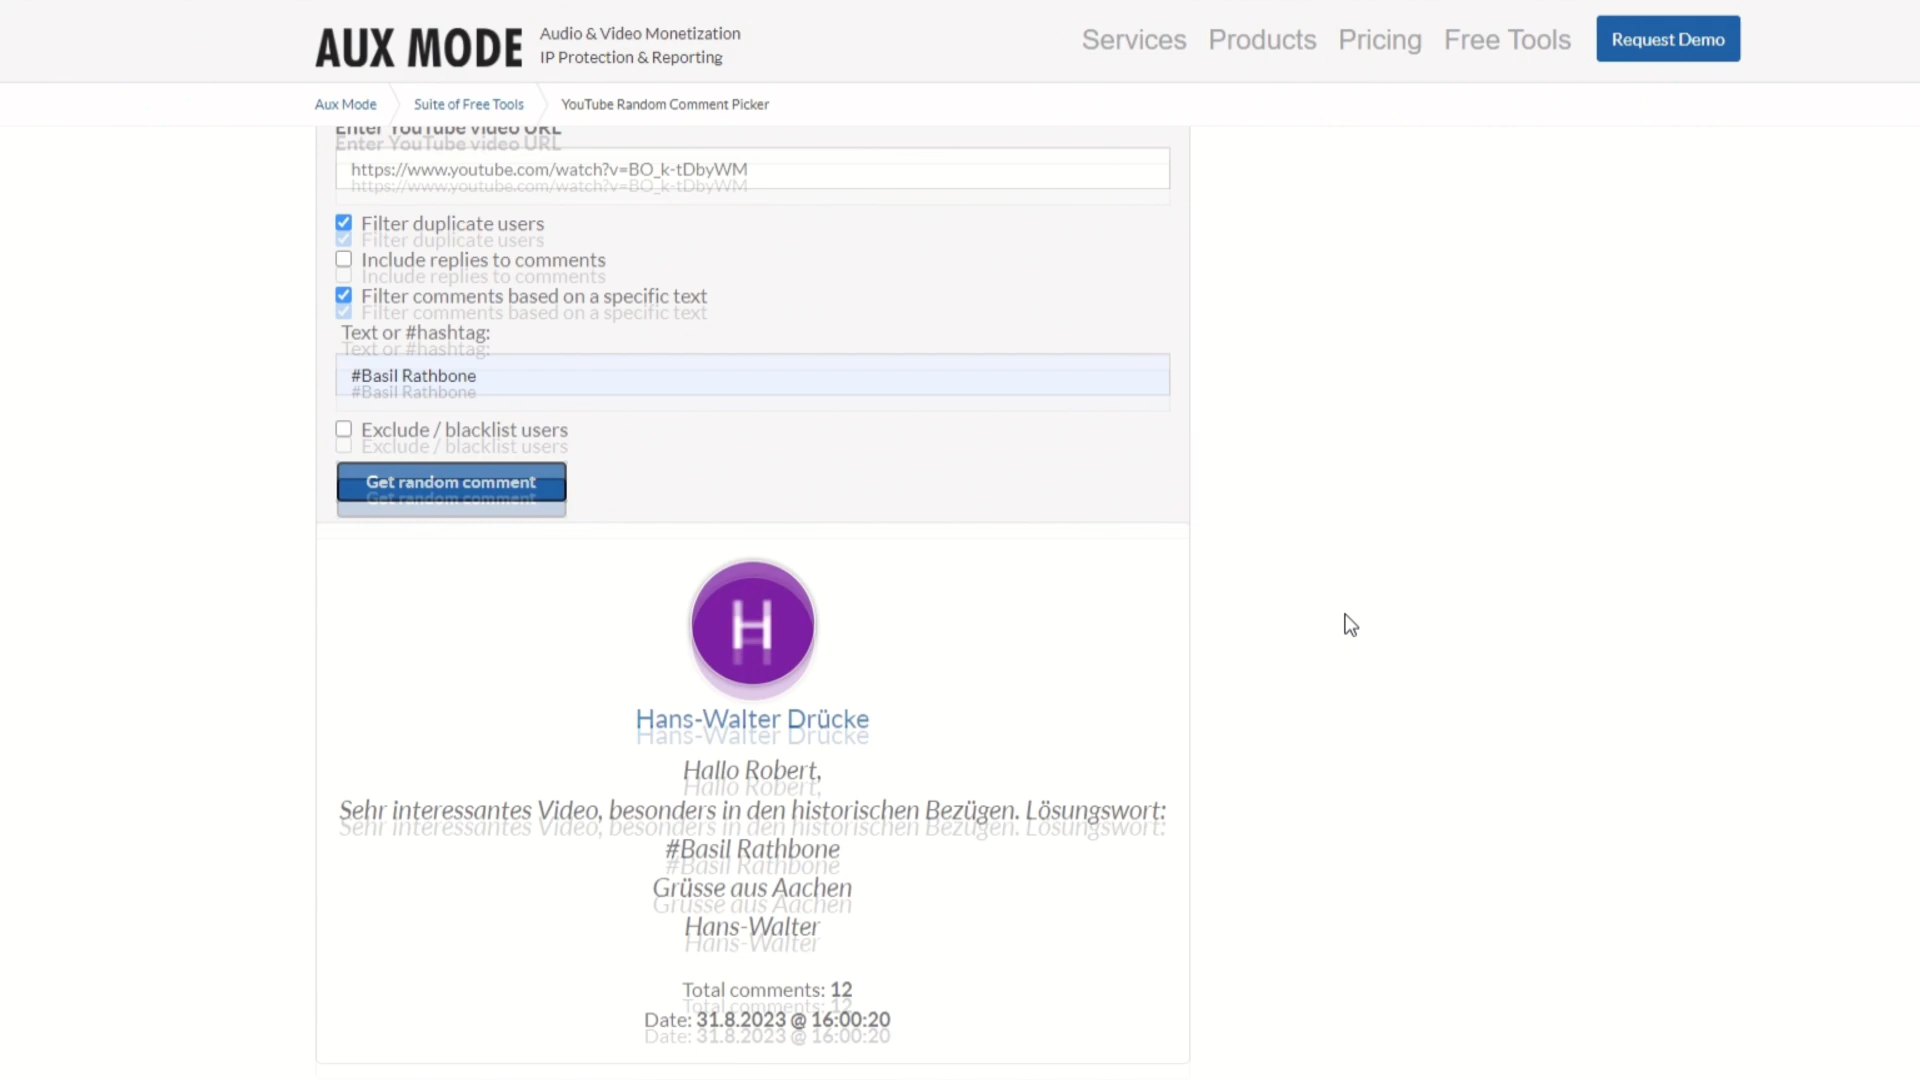 AUX MODE
Audio & Video Monetization
IP Protection & Reporting
Services
Products
Pricing
Free Tools
Request Demo
Aux Mode
Suite of Free Tools
YouTube Random Comment Picker
Enter YouTube video URL
https://www.youtube.com/watch?v=BO_k-tDbyWM
Filter duplicate users
Include replies to comments
Filter comments based on a specific text
Text or #hashtag:
#Basil Rathbone
Exclude / blacklist users
Get random comment
H
Hans-Walter Drücke
Hallo Robert,
Sehr interessantes Video, besonders in den historischen Bezügen. Lösungswort:
#Basil Rathbone
Grüsse aus Aachen
Hans-Walter
Total comments: 12
Date: 31.8.2023 @ 16:00:20